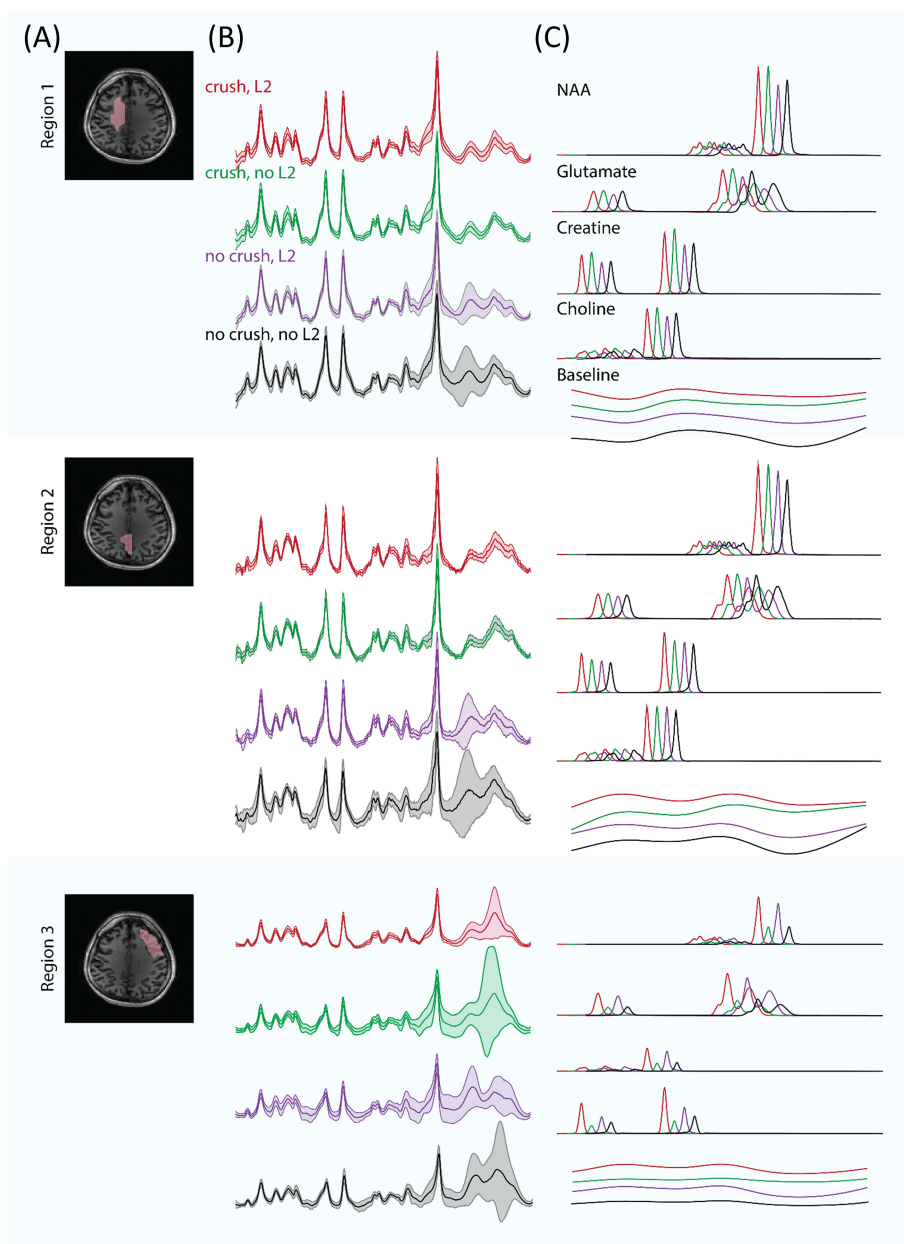 (A)
(B)
(C)
Region 1
crush, L2
crush, no L2
no crush, L2
no crush, no L2
NAA
Glutamate
Creatine
Choline
Baseline
Region 2
Region 3